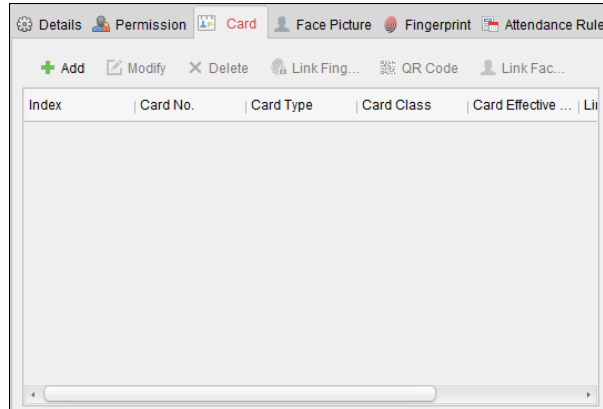 Details Permission Card Face Picture Fingerprint Attendance Rule
Add Modify Delete Link Fing... QR Code Link Fac...
Index Card No. Card Type Card Class Card Effective ... Li